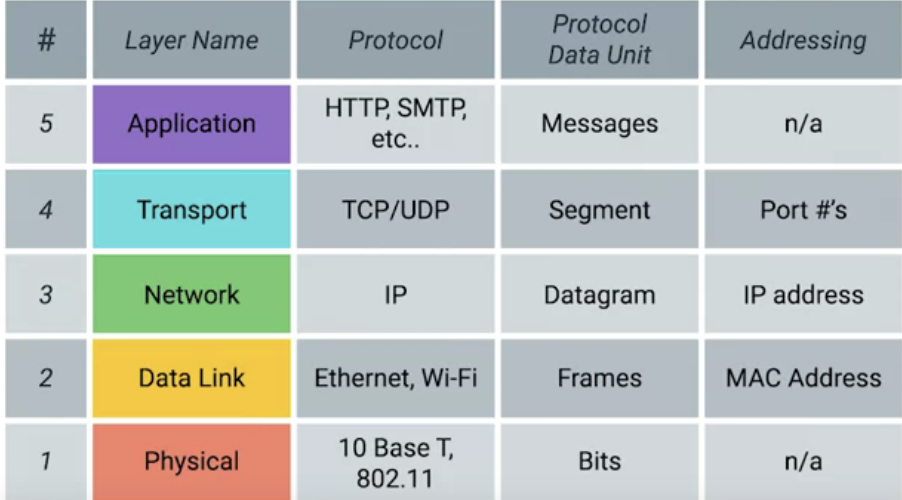 # Layer Name Protocol Protocol Data Unit Addressing
5 Application HTTP, SMTP, etc.. Messages n/a
4 Transport TCP/UDP Segment Port #'s
3 Network IP Datagram IP address
2 Data Link Ethernet, Wi-Fi Frames MAC Address
1 Physical 10 Base T, 802.11 Bits n/a